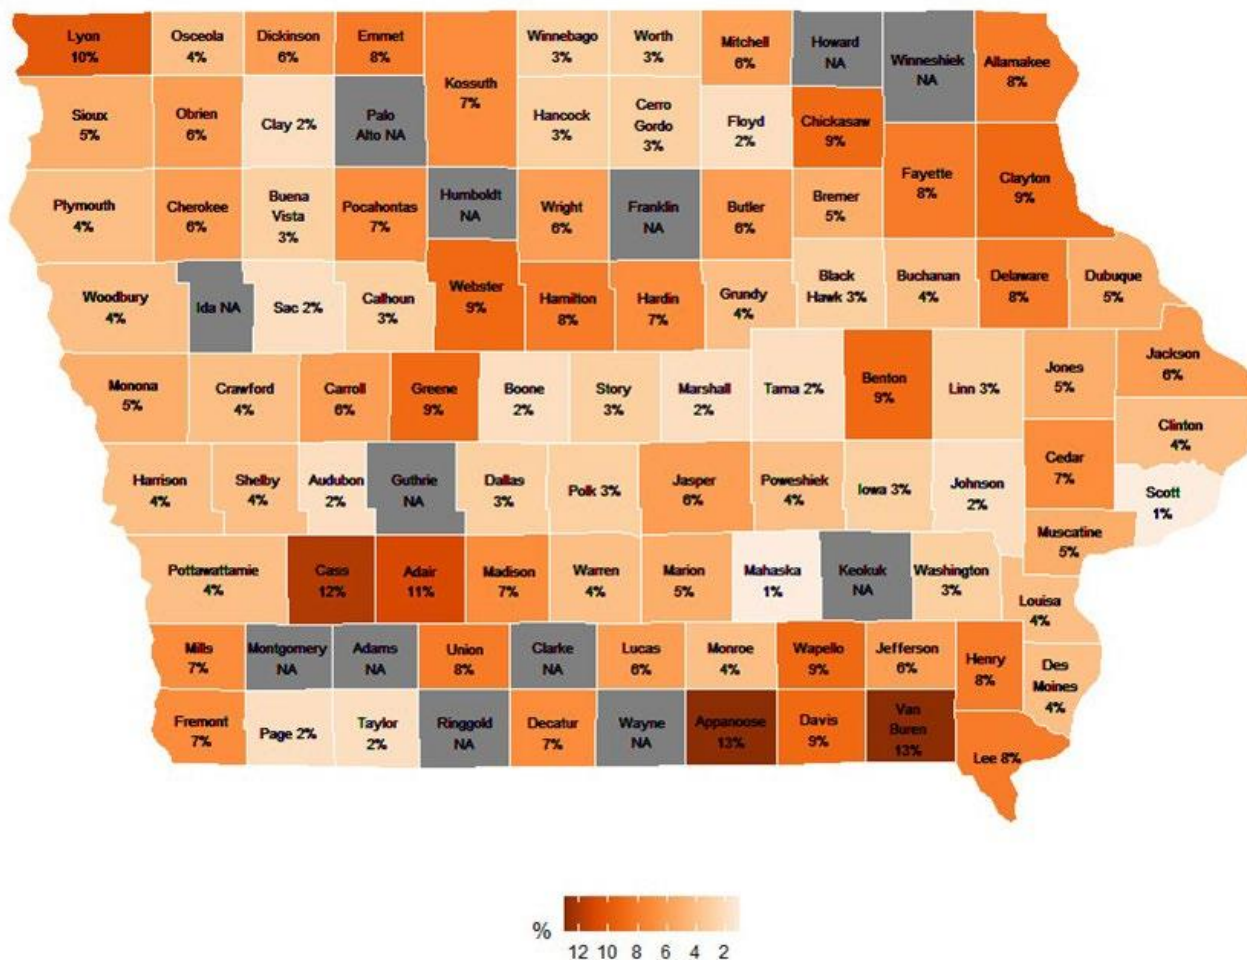 Lyon
10%
Osceola
4%
Dickinson
6%
Emmet
8%
Kossuth
7%
Winnebago
3%
Worth
3%
Mitchell
6%
Howard
NA
Winneshiek
NA
Allamakee
8%
Sioux
5%
Obrien
6%
Clay 2%
Palo
Alto NA
Hancock
3%
Cerro
Gordo
3%
Floyd
2%
Chickasaw
9%
Fayette
8%
Clayton
9%
Plymouth
4%
Cherokee
6%
Buena
Vista
3%
Pocahontas
7%
Humboldt
NA
Wright
6%
Franklin
NA
Butler
6%
Bremer
5%
Woodbury
4%
Ida NA
Sac 2%
Calhoun
3%
Webster
9%
Hamilton
8%
Hardin
7%
Grundy
4%
Black
Hawk 3%
Buchanan
4%
Delaware
8%
Dubuque
5%
Monona
5%
Crawford
4%
Carroll
6%
Greene
9%
Boone
2%
Story
3%
Marshall
2%
Tama 2%
Benton
9%
Linn 3%
Jones
5%
Jackson
6%
Clinton
4%
Harrison
4%
Shelby
4%
Audubon
2%
Guthrie
NA
Dallas
3%
Polk 3%
Jasper
6%
Poweshiek
4%
Iowa 3%
Johnson
2%
Cedar
7%
Scott
1%
Muscatine
5%
Pottawattamie
4%
Cass
12%
Adair
11%
Madison
7%
Warren
4%
Marion
5%
Mahaska
1%
Keokuk
NA
Washington
3%
Louisa
4%
Mills
7%
Montgomery
NA
Adams
NA
Union
8%
Clarke
NA
Lucas
6%
Monroe
4%
Wapello
9%
Jefferson
6%
Henry
8%
Des
Moines
4%
Fremont
7%
Page 2%
Taylor
2%
Ringgold
NA
Decatur
7%
Wayne
NA
Appanoose
13%
Davis
9%
Van
Buren
13%
Lee 8%
%
12 10 8 6 4 2